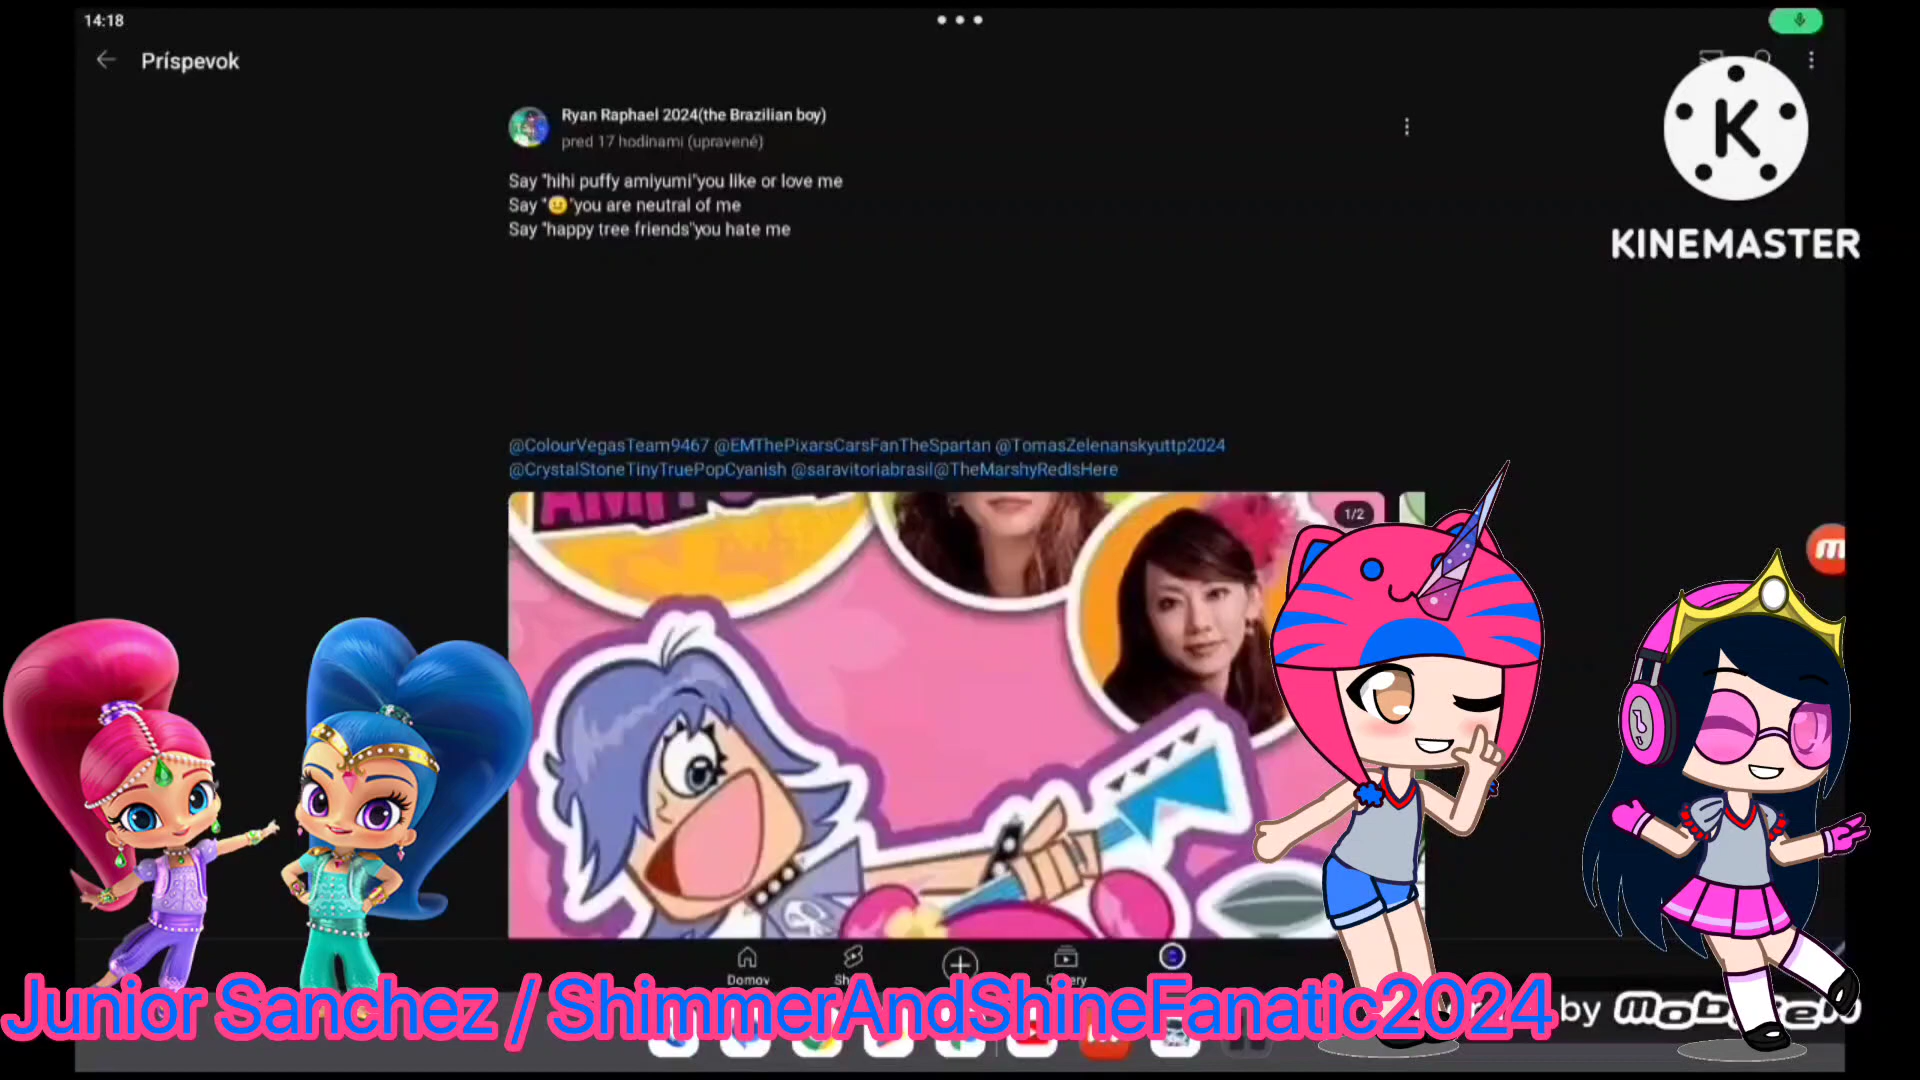 14:18
Príspevok
Ryan Raphael 2024(the Brazilian boy)
pred 17 hodinami (upravené)
Say "hihi puffy amiyumi"you like or love me
Say "😐"you are neutral of me
Say "happy tree friends"you hate me
K
KINEMASTER
@ColourVegasTeam9467 @EMThePixarsCarsFanTheSpartan @TomasZelenanskyuttp2024
@CrystalStoneTinyTruePopCyanish @saravitoriabrasil@TheMarshyRedIsHere
1/2
Domov
Junior Sanchez / ShimmerAndShineFanatic2024
by